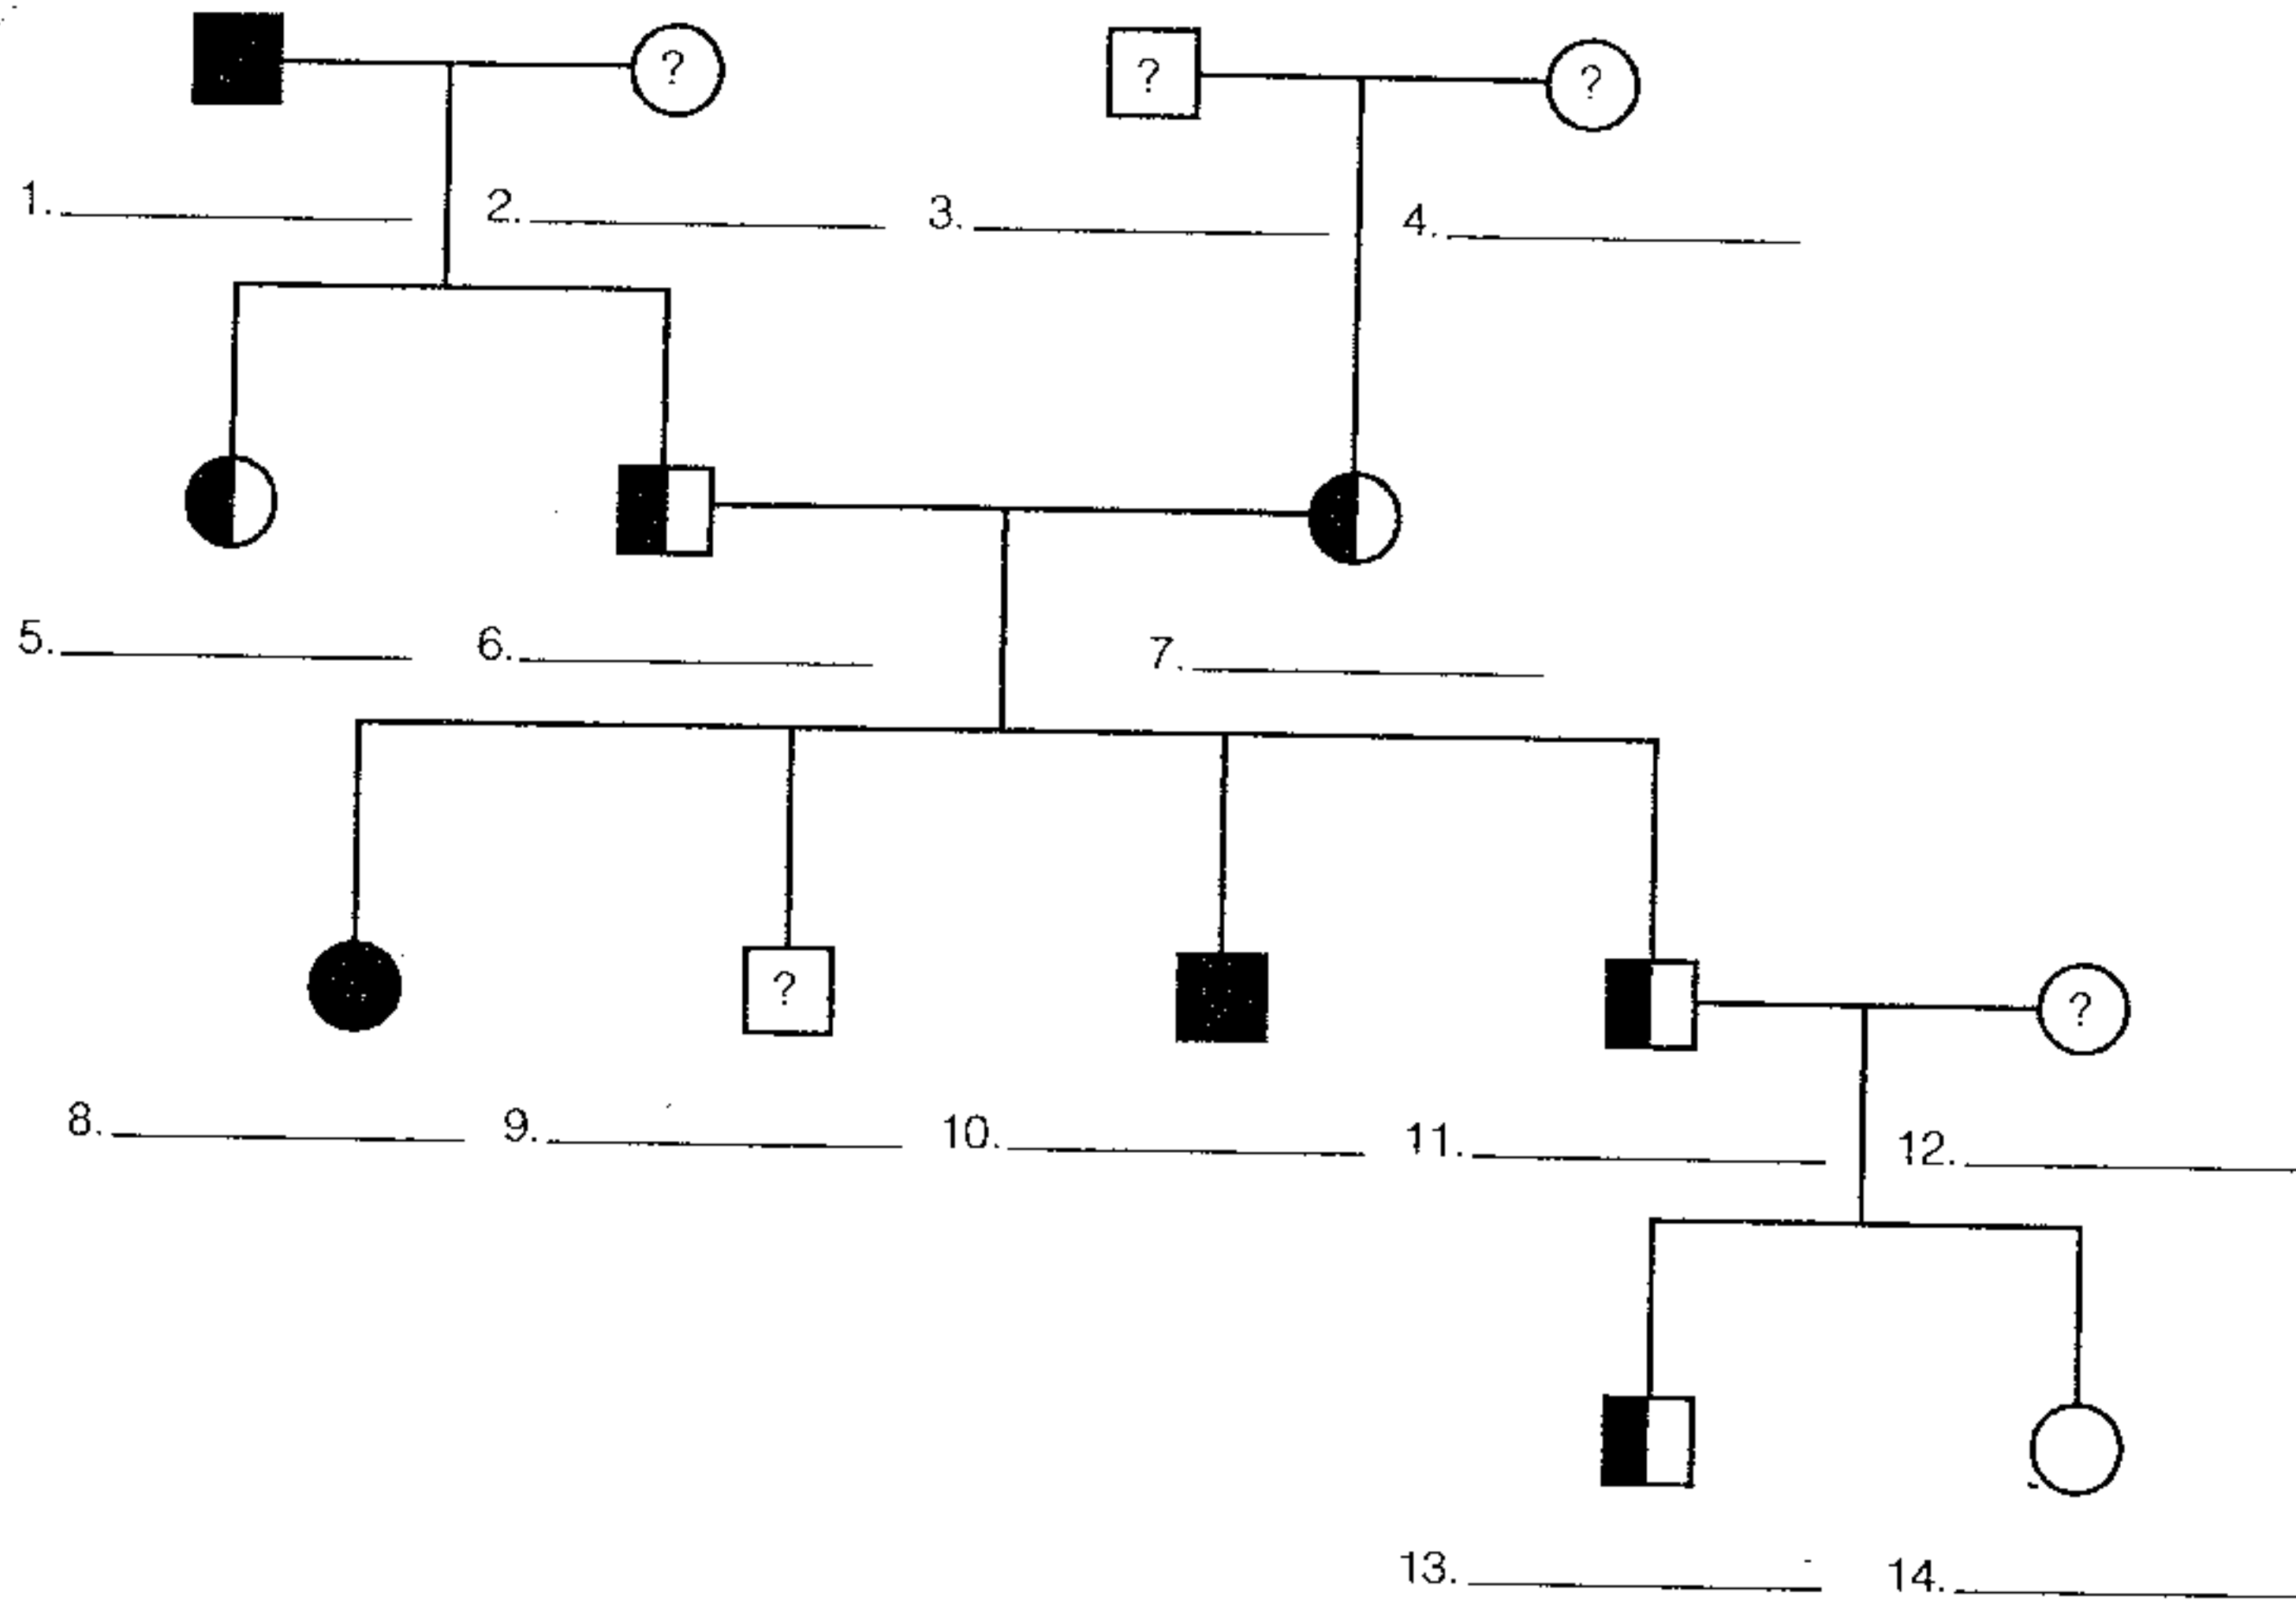 ? ? ?
1. 2. 3. 4.
5. 6. 7.
? ?
8. 9. 10. 11. 12.
13. 14.